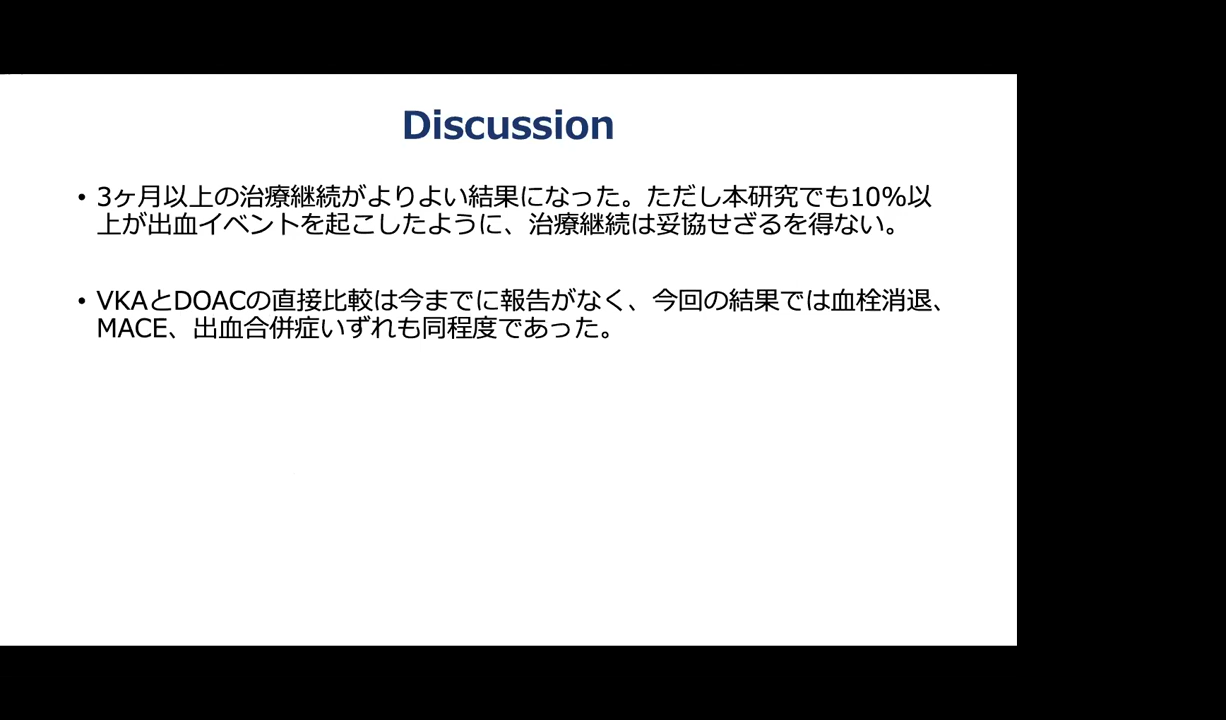 Discussion
• 3ヶ月以上の治療継続がよりよい結果になった。ただし本研究でも10%以
上が出血イベントを起こしたように、治療継続は妥協せざるを得ない。
• VKAとDOACの直接比較は今までに報告がなく、今回の結果では血栓消退、
MACE、出血合併症いずれも同程度であった。